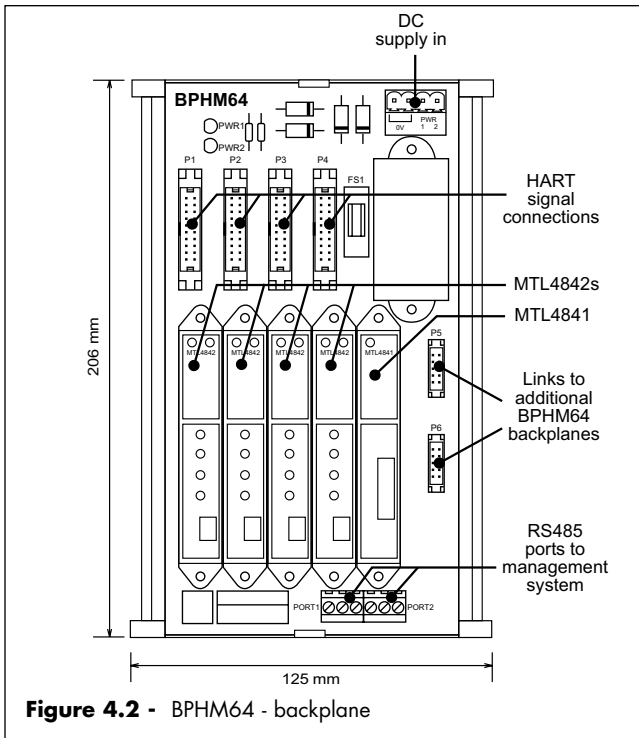 DC
supply in
BPHM64
PWR1
PWR2
0V
PWR
1 2
P1
P2
P3
P4
FS1
HART
signal
connections
MTL4842s
MTL4841
MTL4842
MTL4842
MTL4842
MTL4842
MTL4841
P5
Links to
additional
BPHM64
backplanes
P6
206 mm
RS485
ports to
management
system
PORT1
PORT2
125 mm
Figure 4.2 - BPHM64 - backplane